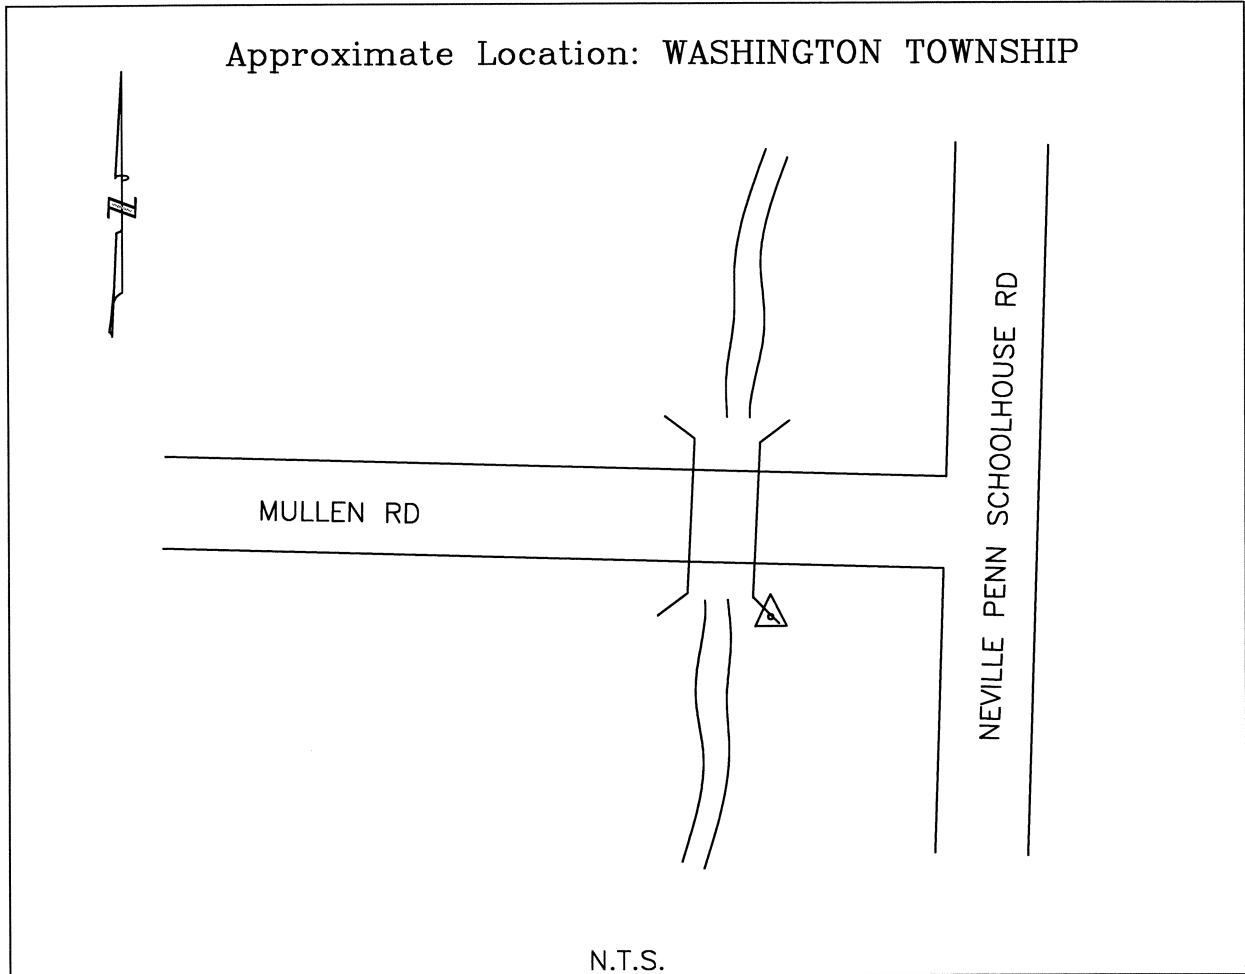 Approximate Location: WASHINGTON TOWNSHIP
N
MULLEN RD
NEVILLE PENN SCHOOLHOUSE RD
N.T.S.